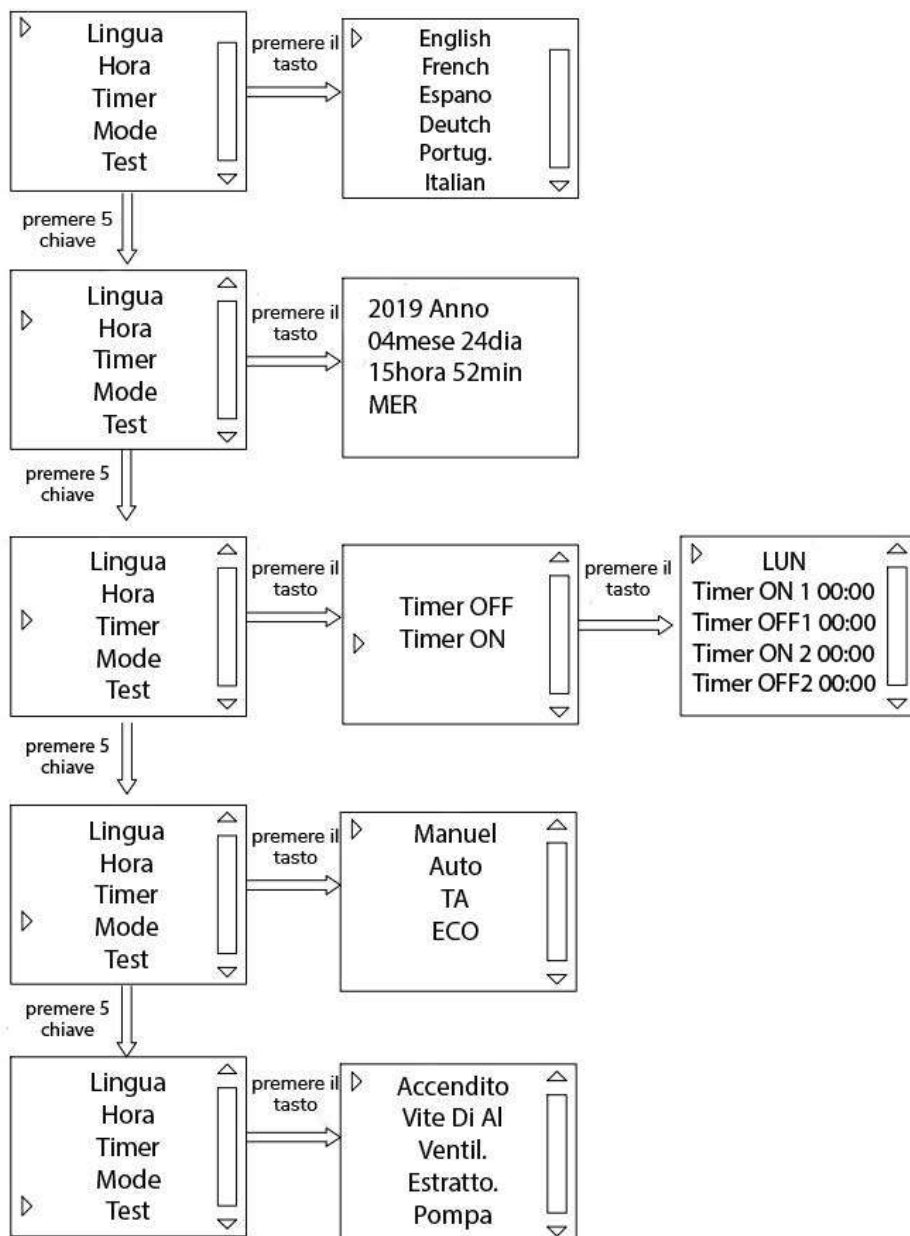 Lingua
Hora
Timer
Mode
Test
premere il
tasto
English
French
Espano
Deutch
Portug.
Italian
premere 5
chiave
Lingua
Hora
Timer
Mode
Test
premere il
tasto
2019 Anno
04mese 24dia
15hora 52min
MER
premere 5
chiave
Lingua
Hora
Timer
Mode
Test
premere il
tasto
Timer OFF
Timer ON
premere il
tasto
LUN
Timer ON 1 00:00
Timer OFF1 00:00
Timer ON 2 00:00
Timer OFF2 00:00
premere 5
chiave
Lingua
Hora
Timer
Mode
Test
premere il
tasto
Manuel
Auto
TA
ECO
premere 5
chiave
Lingua
Hora
Timer
Mode
Test
premere il
tasto
Accendito
Vite Di Al
Ventil.
Estratto.
Pompa